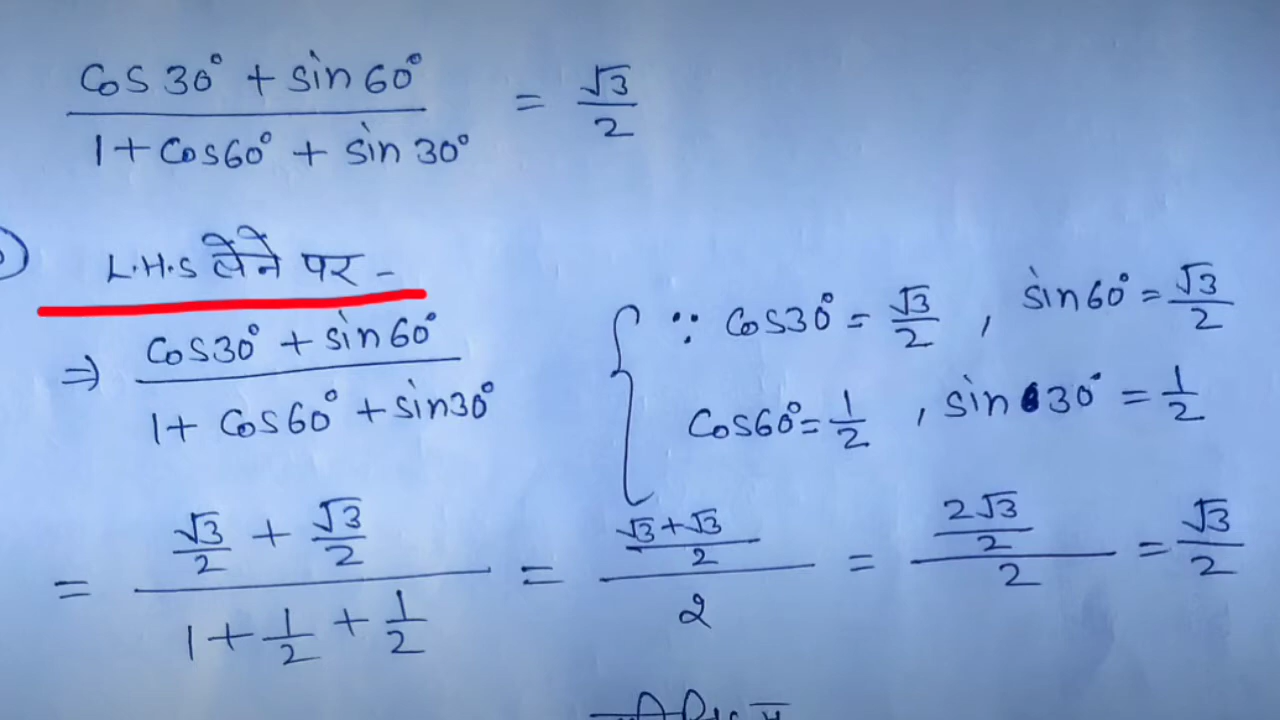 (cos 30° + sin 60°) / (1 + cos 60° + sin 30°) = √3/2
L.H.S लेने पर -
⇒ (cos 30° + sin 60°) / (1 + cos 60° + sin 30°)
{ ∵ cos 30° = √3/2 , sin 60° = √3/2
cos 60° = 1/2 , sin 30° = 1/2
= (√3/2 + √3/2) / (1 + 1/2 + 1/2) = ((√3 + √3)/2) / 2 = (2√3/2) / 2 = √3/2